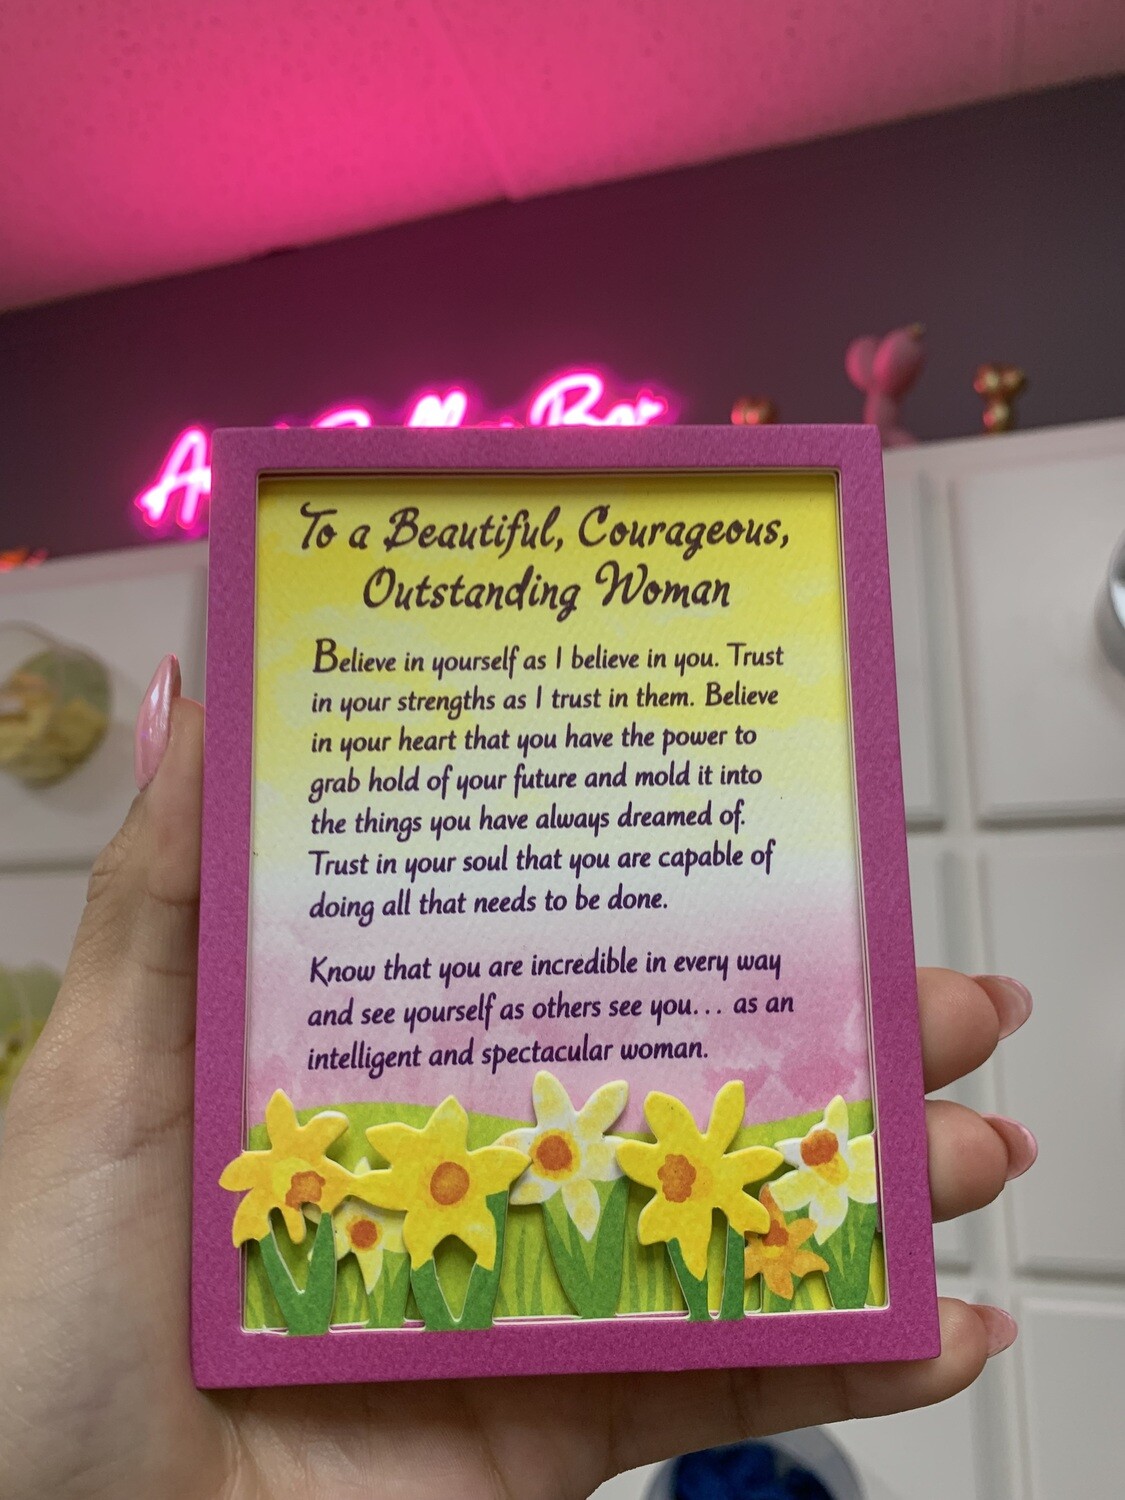 To a Beautiful, Courageous,
Outstanding Woman
Believe in yourself as I believe in you. Trust
in your strengths as I trust in them. Believe
in your heart that you have the power to
grab hold of your future and mold it into
the things you have always dreamed of.
Trust in your soul that you are capable of
doing all that needs to be done.
Know that you are incredible in every way
and see yourself as others see you... as an
intelligent and spectacular woman.